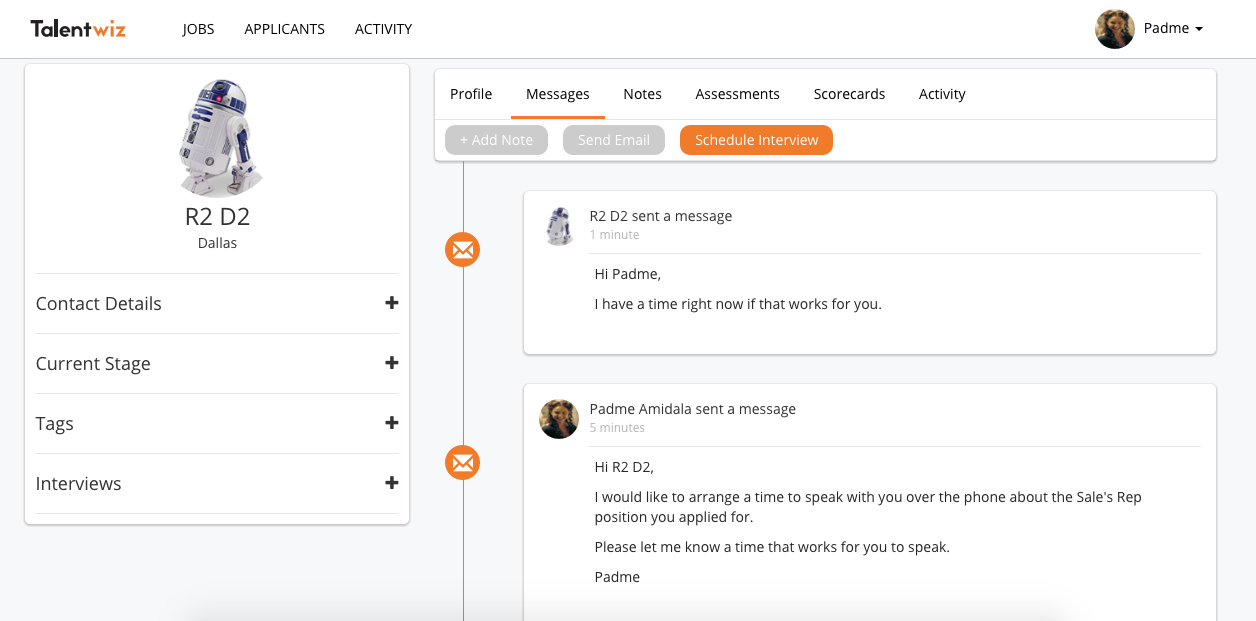 Talentwiz JOBS APPLICANTS ACTIVITY Padme
R2 D2
Dallas
Contact Details
Current Stage
Tags
Interviews
Profile Messages Notes Assessments Scorecards Activity
+ Add Note Send Email Schedule Interview
R2 D2 sent a message
1 minute
Hi Padme,
I have a time right now if that works for you.
Padme Amidala sent a message
5 minutes
Hi R2 D2,
I would like to arrange a time to speak with you over the phone about the Sale's Rep
position you applied for.
Please let me know a time that works for you to speak.
Padme